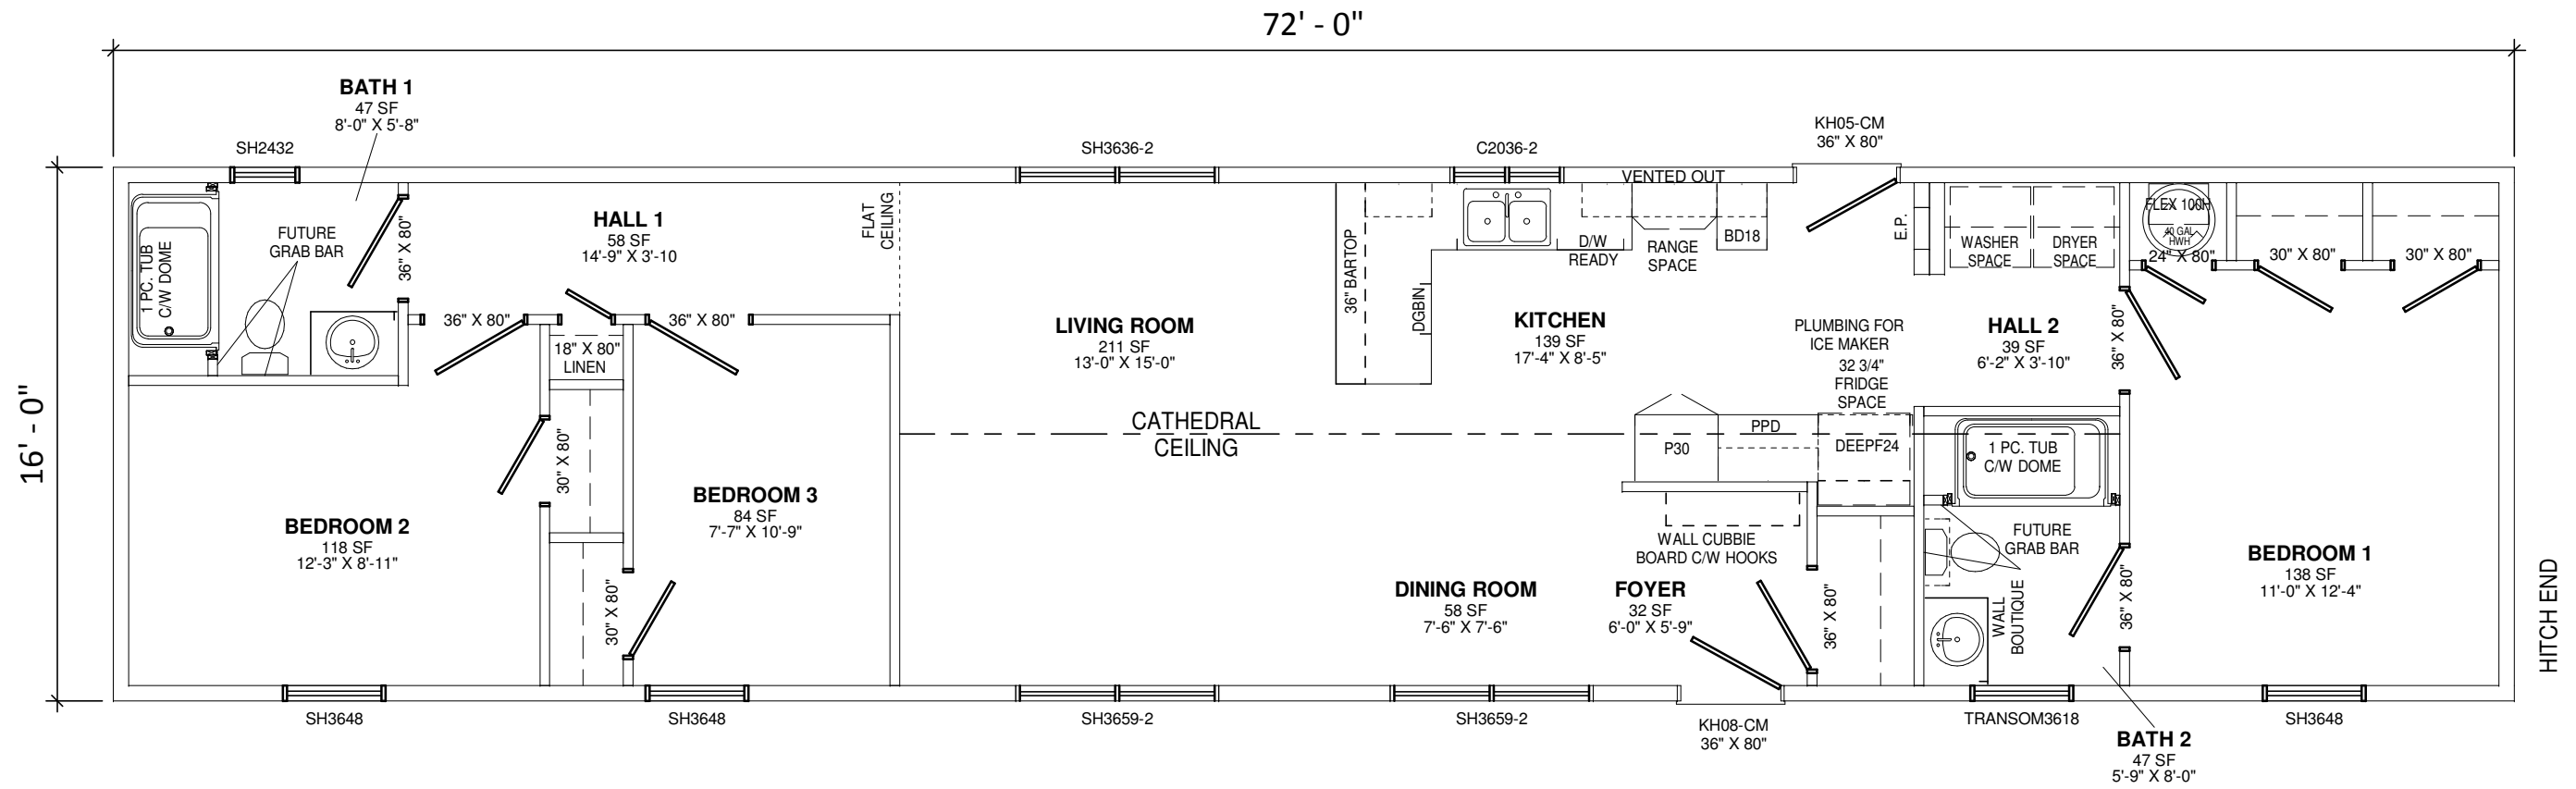 72' - 0"
16' - 0"
BATH 1
47 SF
8'-0" X 5'-8"
SH2432
SH3636-2
C2036-2
KH05-CM
36" X 80"
VENTED OUT
1 PC. TUB
C/W DOME
FUTURE
GRAB BAR
36" X 80"
HALL 1
58 SF
14'-9" X 3'-10
FLAT
CEILING
36" X 80"
36" X 80"
18" X 80"
LINEN
30" X 80"
30" X 80"
BEDROOM 2
118 SF
12'-3" X 8'-11"
BEDROOM 3
84 SF
7'-7" X 10'-9"
LIVING ROOM
211 SF
13'-0" X 15'-0"
CATHEDRAL
CEILING
36" BARTOP
DGBIN
D/W
READY
RANGE
SPACE
BD18
KITCHEN
139 SF
17'-4" X 8'-5"
PLUMBING FOR
ICE MAKER
32 3/4"
FRIDGE
SPACE
P30
PPD
DEEPF24
WALL CUBBIE
BOARD C/W HOOKS
DINING ROOM
58 SF
7'-6" X 7'-6"
FOYER
32 SF
6'-0" X 5'-9"
36" X 80"
E.P.
WASHER
SPACE
DRYER
SPACE
FLEX 100H
40 GAL
HWH
24" X 80"
30" X 80"
30" X 80"
HALL 2
39 SF
6'-2" X 3'-10"
36" X 80"
1 PC. TUB
C/W DOME
FUTURE
GRAB BAR
WALL
BOUTIQUE
36" X 80"
BEDROOM 1
138 SF
11'-0" X 12'-4"
HITCH END
SH3648
SH3648
SH3659-2
SH3659-2
KH08-CM
36" X 80"
TRANSOM3618
SH3648
BATH 2
47 SF
5'-9" X 8'-0"